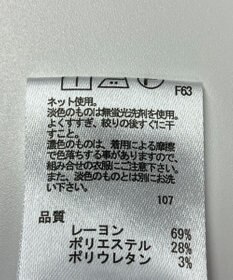 F63
ネット使用。
淡色のものは無蛍光洗剤を使用。
よくすすぎ、絞りの後すぐに干
すこと。
濃色のものは、着用による摩擦
で色落ちする事がありますので、
組み合せの衣服にご注意下さい。
また、淡色のものとは別にお洗
い下さい。
107
品質
レーヨン 69%
ポリエステル 28%
ポリウレタン 3%